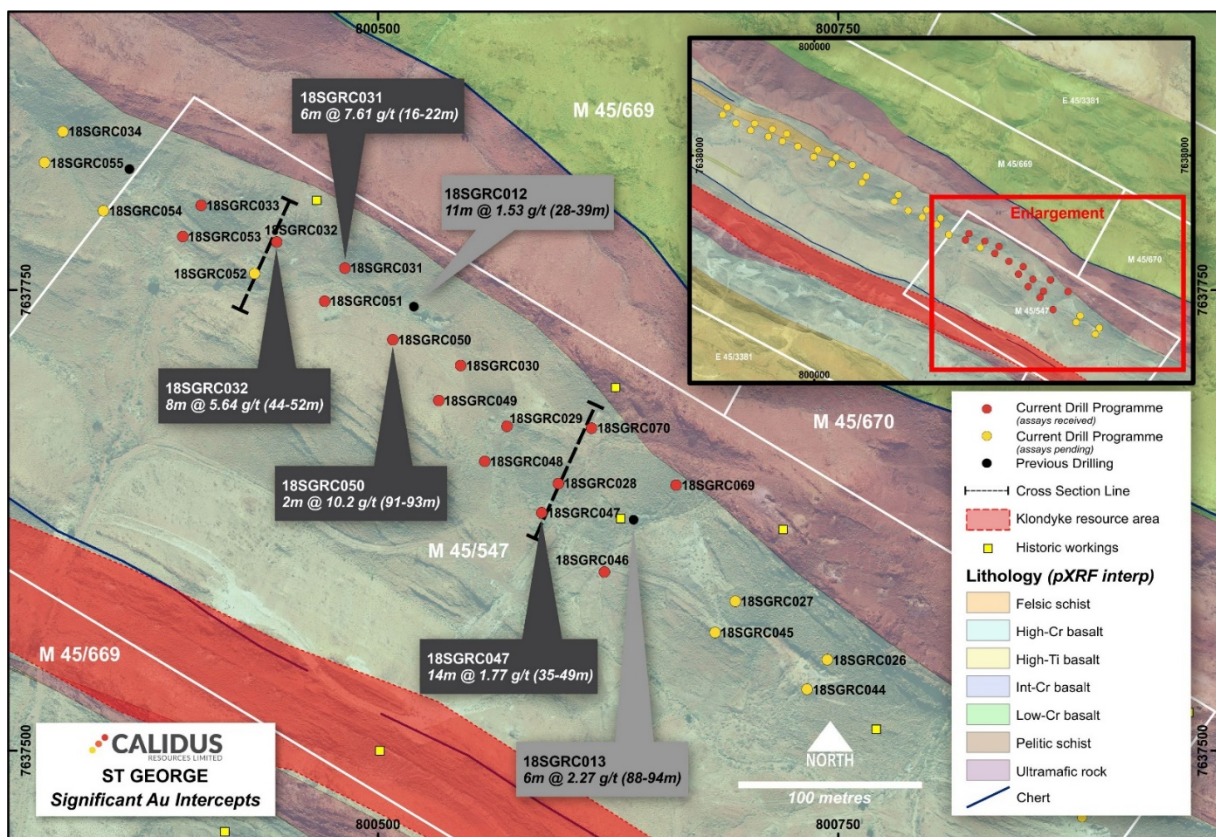 800500
800750
7637750
7637500
7637750
7637500
800500
800750
M 45/669
M 45/670
M 45/547
M 45/669
18SGRC034
18SGRC055
18SGRC054
18SGRC033
18SGRC053
18SGRC032
18SGRC052
18SGRC031
18SGRC051
18SGRC050
18SGRC030
18SGRC049
18SGRC029
18SGRC070
18SGRC048
18SGRC028
18SGRC069
18SGRC047
18SGRC046
18SGRC027
18SGRC045
18SGRC026
18SGRC044
18SGRC031
6m @ 7.61 g/t (16-22m)
18SGRC012
11m @ 1.53 g/t (28-39m)
18SGRC032
8m @ 5.64 g/t (44-52m)
18SGRC050
2m @ 10.2 g/t (91-93m)
18SGRC047
14m @ 1.77 g/t (35-49m)
18SGRC013
6m @ 2.27 g/t (88-94m)
800000
E 45/3381
7638000
M 45/669
7638000
Enlargement
M 45/670
M 45/547
E 45/3381
800000
Current Drill Programme
(assays received)
Current Drill Programme
(assays pending)
Previous Drilling
Cross Section Line
Klondyke resource area
Historic workings
Lithology (pXRF interp)
Felsic schist
High-Cr basalt
High-Ti basalt
Int-Cr basalt
Low-Cr basalt
Pelitic schist
Ultramafic rock
Chert
NORTH
100 metres
CALIDUS
RESOURCES LIMITED
ST GEORGE
Significant Au Intercepts